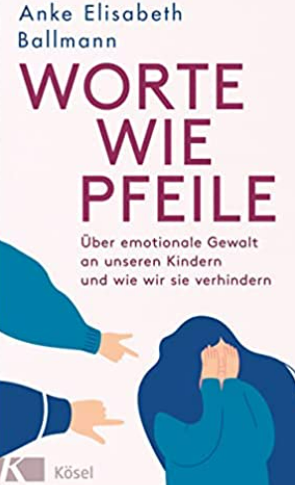 Anke Elisabeth
Ballmann
WORTE
WIE
PFEILE
Über emotionale Gewalt
an unseren Kindern
und wie wir sie verhindern
K Kösel